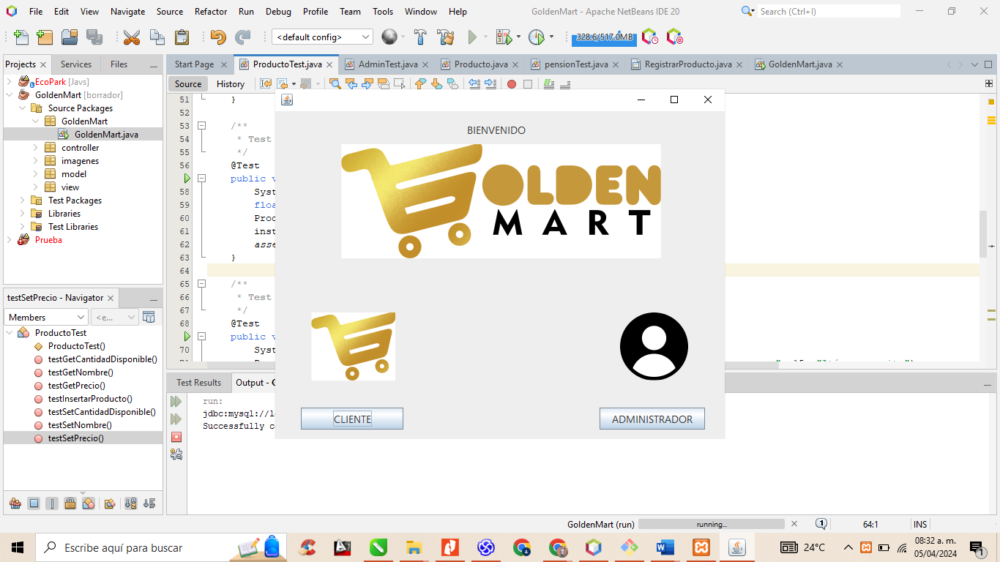 File Edit View Navigate Source Refactor Run Debug Profile Team Tools Window Help
GoldenMart - Apache NetBeans IDE 20
Search (Ctrl+I)
<default config>
328.6/517.0MB
Projects Services Files
EcoPark [Javs]
GoldenMart [borrador]
Source Packages
GoldenMart
GoldenMart.java
controller
imagenes
model
view
Test Packages
Libraries
Test Libraries
Prueba
testSetPrecio - Navigator
Members
<e...
ProductoTest
ProductoTest()
testGetCantidadDisponible()
testGetNombre()
testGetPrecio()
testInsertarProducto()
testSetCantidadDisponible()
testSetNombre()
testSetPrecio()
Start Page ProductoTest.java AdminTest.java Producto.java pensionTest.java RegistrarProducto.java GoldenMart.java
Source History
51 }
52
53 /**
54 * Test
55 */
56 @Test
public v
58 Syst
59 floa
60 Proc
61 inst
62 asse
63 }
64
65 /**
66 * Test
67 */
68 @Test
public v
70 Syst
BIENVENIDO
OLDEN
MART
CLIENTE
ADMINISTRADOR
Test Results Output -
run:
jdbc:mysql://l
Successfully c
GoldenMart (run) running... 1 64:1 INS
Escribe aquí para buscar
24°C
08:32 a. m.
05/04/2024
1